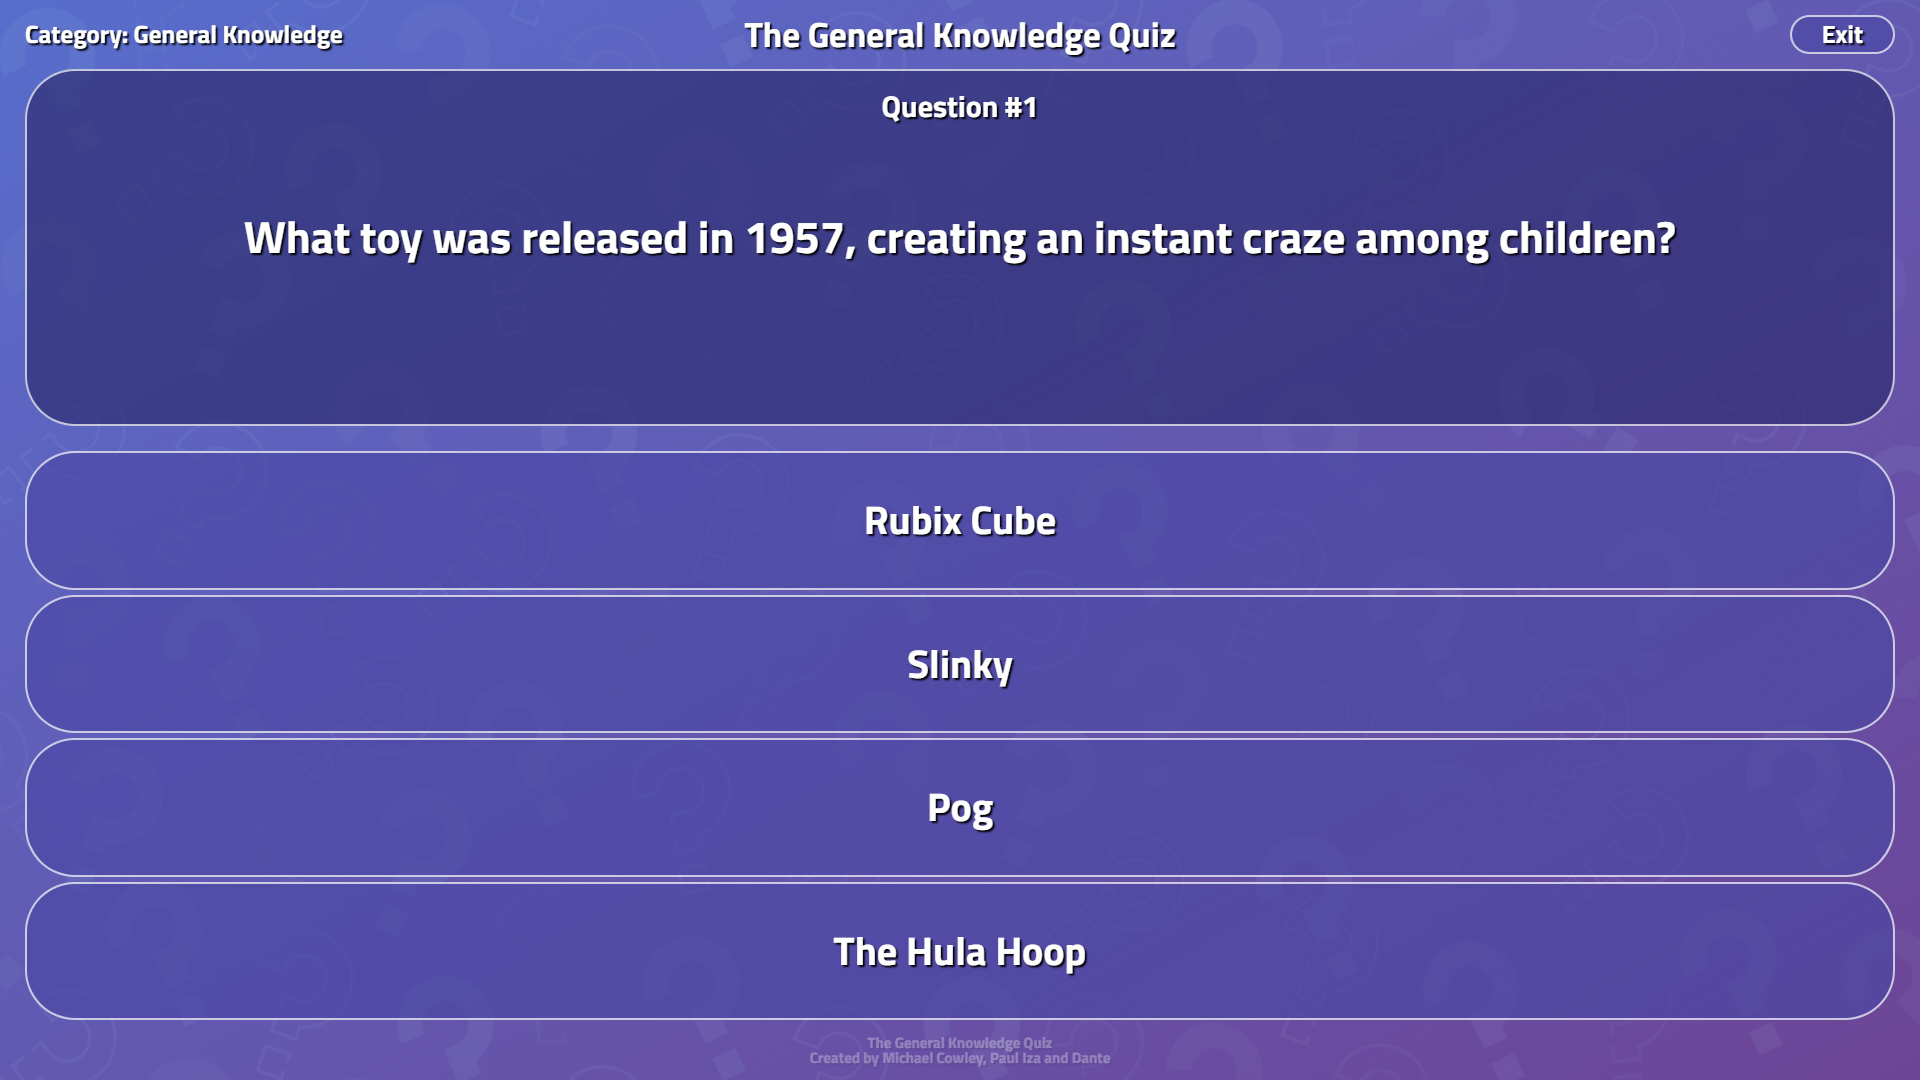 Category: General Knowledge
The General Knowledge Quiz
Exit
Question #1
What toy was released in 1957, creating an instant craze among children?
Rubix Cube
Slinky
Pog
The Hula Hoop
The General Knowledge Quiz
Created by Michael Cowley, Paul Iza and Dante